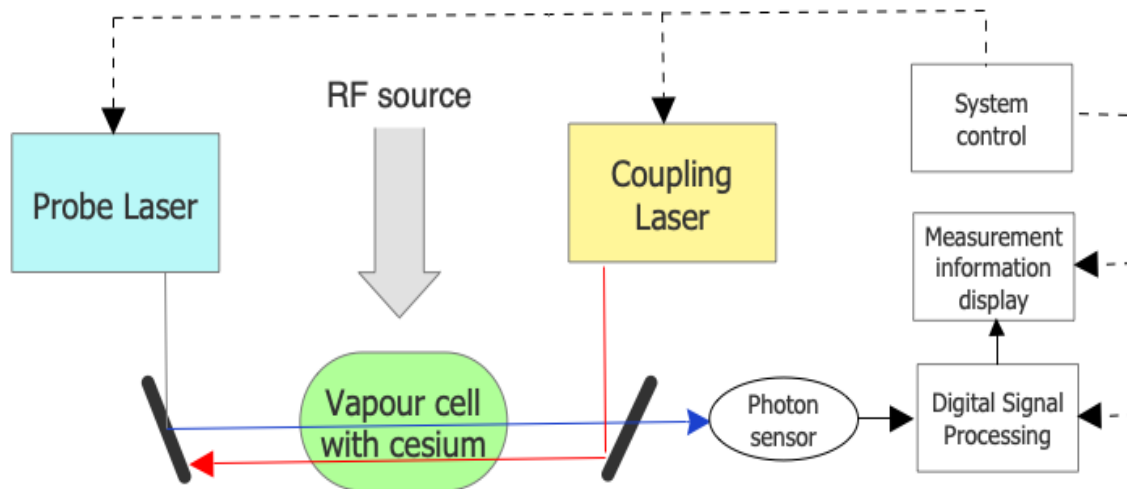 RF source
System
control
Probe Laser
Coupling
Laser
Measurement
information
display
Vapour cell
with cesium
Photon
sensor
Digital Signal
Processing